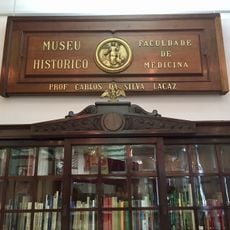 MUSEU FACULDADE DE
HISTORICO MEDICINA
PROF. CARLOS DA SILVA LACAZ